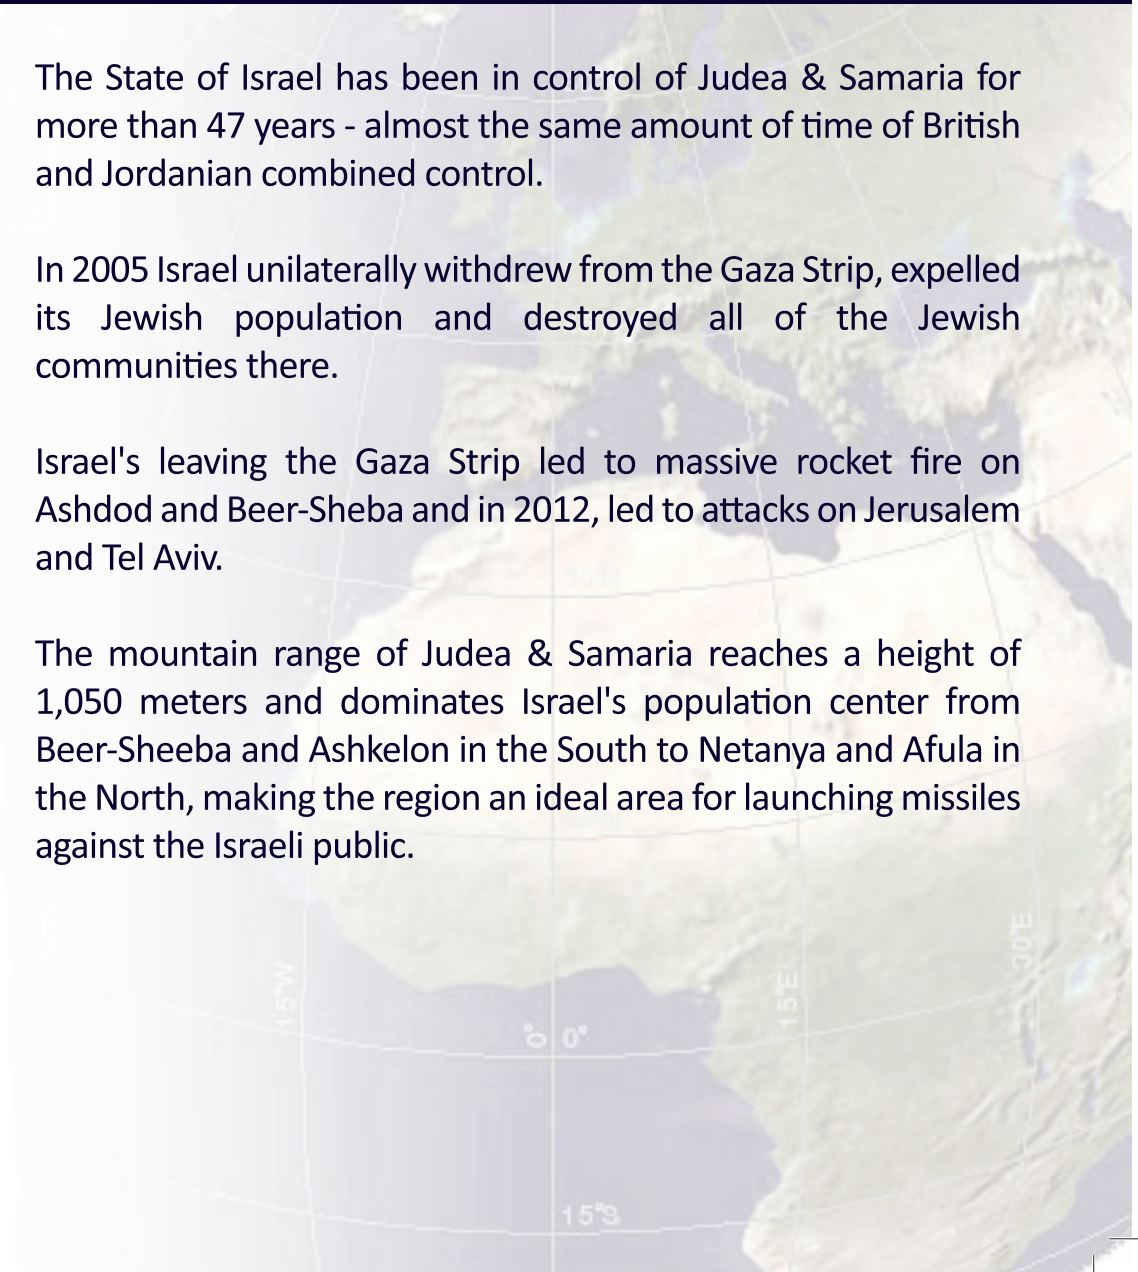 The State of Israel has been in control of Judea & Samaria for
more than 47 years - almost the same amount of time of British
and Jordanian combined control.
In 2005 Israel unilaterally withdrew from the Gaza Strip, expelled
its Jewish population and destroyed all of the Jewish
communities there.
Israel's leaving the Gaza Strip led to massive rocket fire on
Ashdod and Beer-Sheba and in 2012, led to attacks on Jerusalem
and Tel Aviv.
The mountain range of Judea & Samaria reaches a height of
1,050 meters and dominates Israel's population center from
Beer-Sheeba and Ashkelon in the South to Netanya and Afula in
the North, making the region an ideal area for launching missiles
against the Israeli public.
30°E
15°W
15°E
0° 0°
15°S